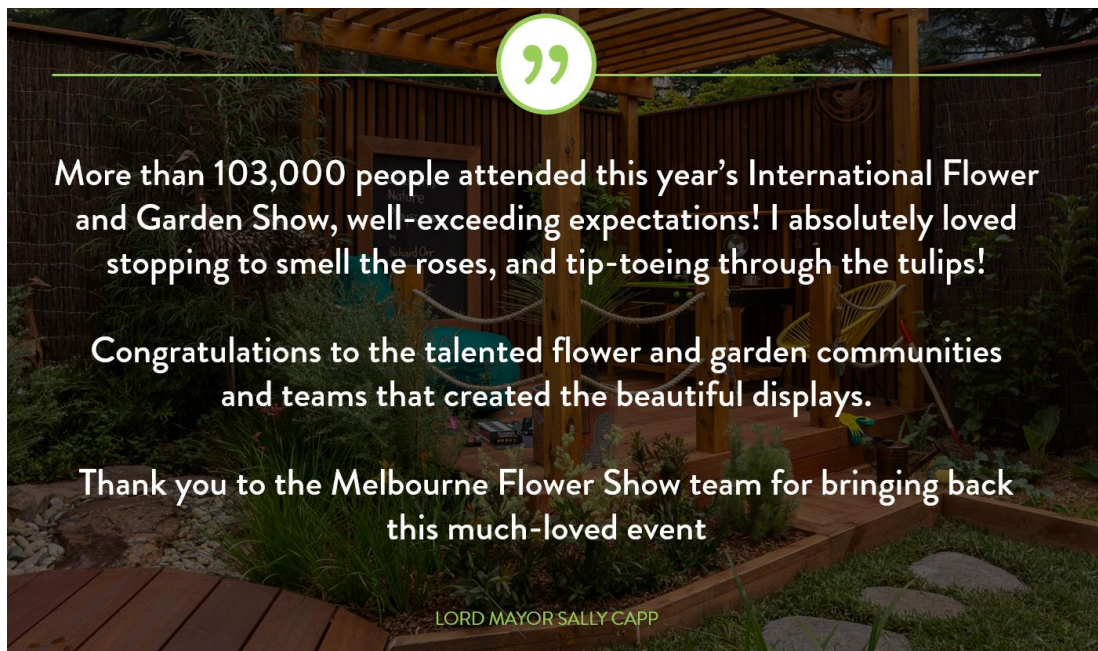 ”
More than 103,000 people attended this year’s International Flower
and Garden Show, well-exceeding expectations! I absolutely loved
stopping to smell the roses, and tip-toeing through the tulips!
Congratulations to the talented flower and garden communities
and teams that created the beautiful displays.
Thank you to the Melbourne Flower Show team for bringing back
this much-loved event
LORD MAYOR SALLY CAPP
Nature
Richard Orr